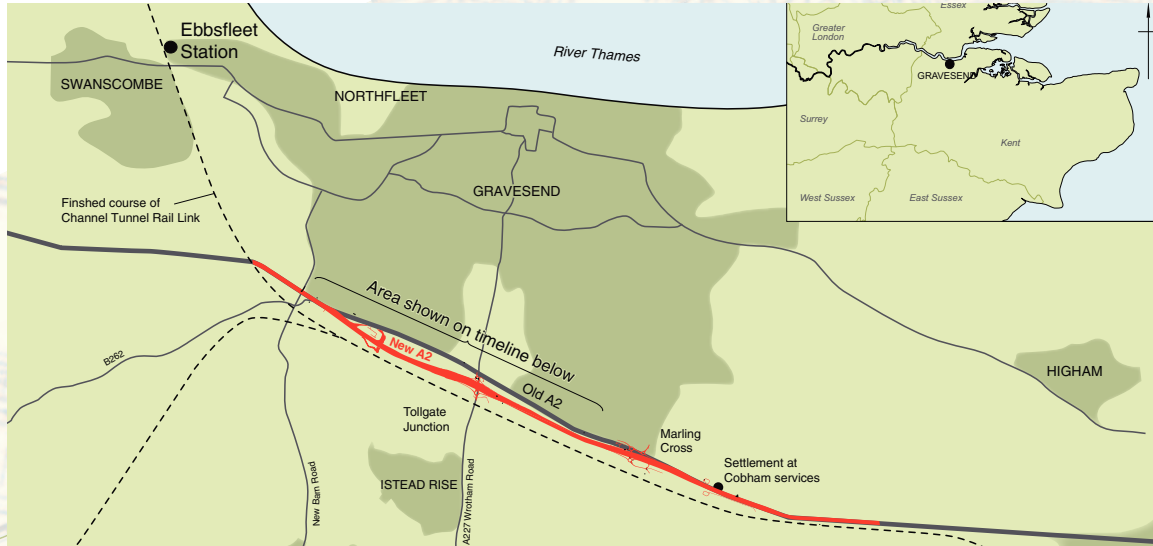 Ebbsfleet
Station
SWANSCOMBE
NORTHFLEET
River Thames
GRAVESEND
Finshed course of
Channel Tunnel Rail Link
Area shown on timeline below
New A2
Old A2
B262
Tollgate
Junction
Marling
Cross
Settlement at
Cobham services
HIGHAM
ISTEAD RISE
New Barn Road
A227 Wrotham Road
Essex
Greater
London
GRAVESEND
Surrey
Kent
West Sussex
East Sussex